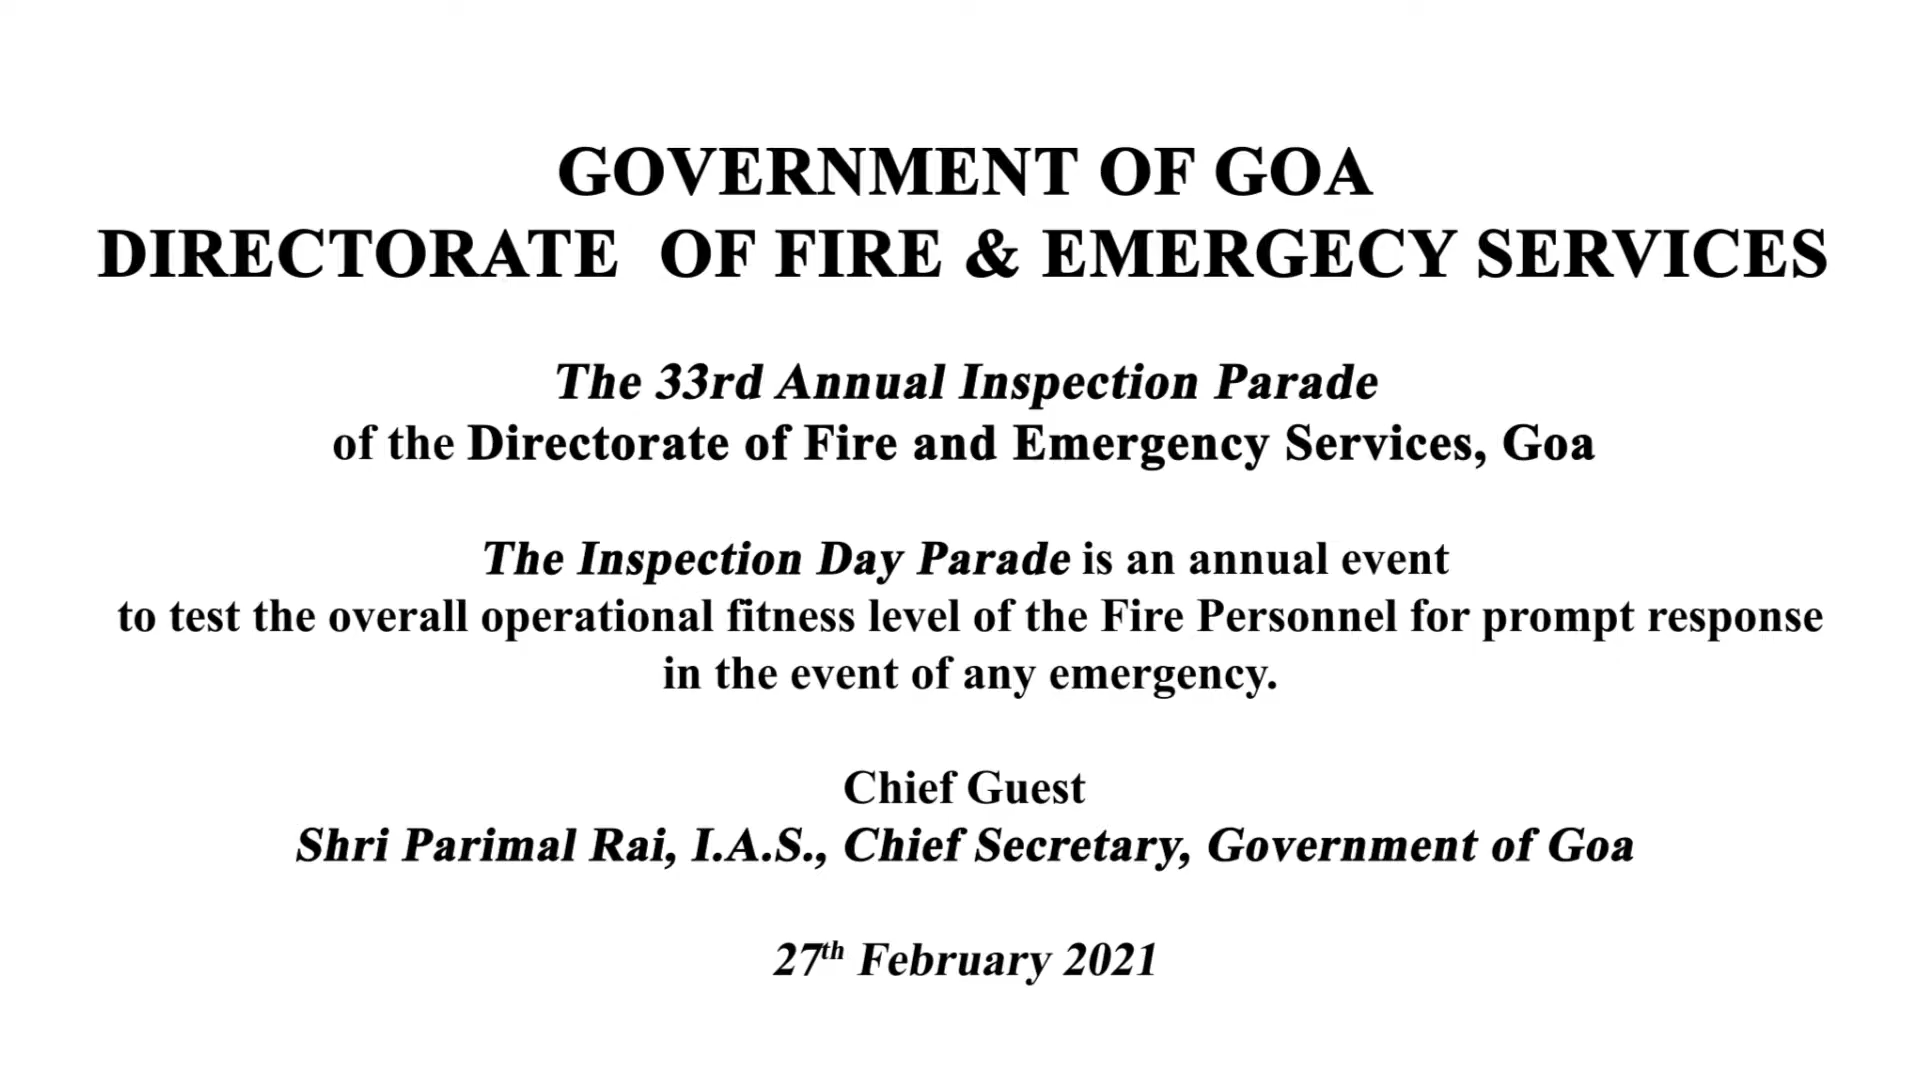 GOVERNMENT OF GOA
DIRECTORATE OF FIRE & EMERGECY SERVICES
The 33rd Annual Inspection Parade
of the Directorate of Fire and Emergency Services, Goa
The Inspection Day Parade is an annual event
to test the overall operational fitness level of the Fire Personnel for prompt response
in the event of any emergency.
Chief Guest
Shri Parimal Rai, I.A.S., Chief Secretary, Government of Goa
27th February 2021